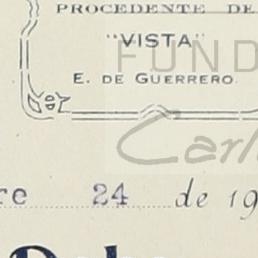 PROCEDENTE DE
"VISTA"
FUND
E. DE GUERRERO.
Carl
re 24 de 19